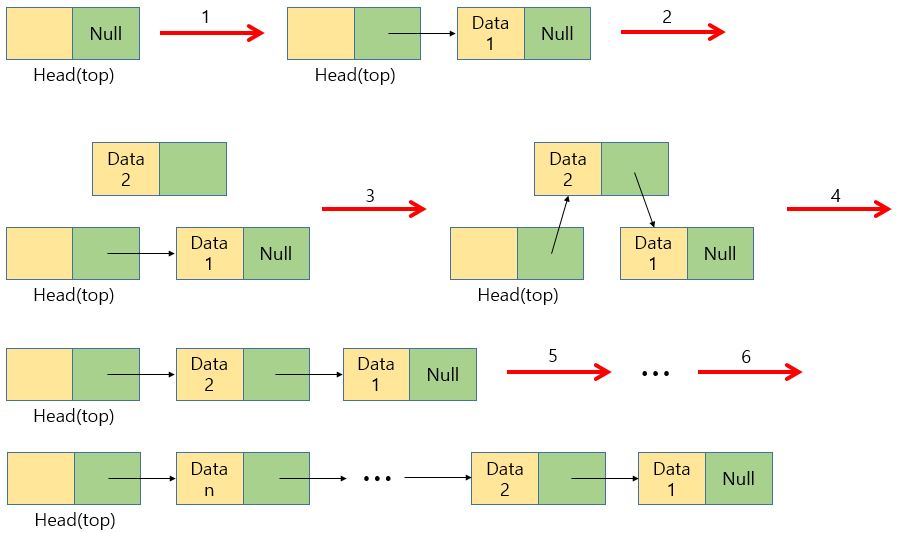 Null
1
Data
1
Null
2
Head(top)
Head(top)
Data
2
3
4
Data
1
Null
Head(top)
Data
2
Data
1
Null
Head(top)
Data
2
Data
1
Null
5
...
6
Head(top)
Data
n
...
Data
2
Data
1
Null
Head(top)